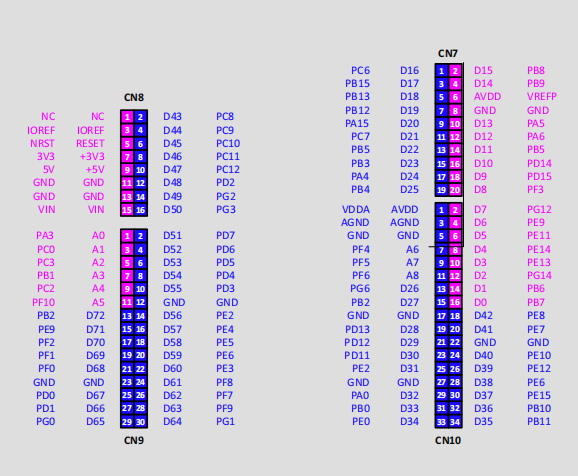 CN8
NC NC 1 2 D43 PC8
IOREF IOREF 3 4 D44 PC9
NRST RESET 5 6 D45 PC10
3V3 +3V3 7 8 D46 PC11
5V +5V 9 10 D47 PC12
GND GND 11 12 D48 PD2
GND GND 13 14 D49 PG2
VIN VIN 15 16 D50 PG3
PA3 A0 1 2 D51 PD7
PC0 A1 3 4 D52 PD6
PC3 A2 5 6 D53 PD5
PB1 A3 7 8 D54 PD4
PC2 A4 9 10 D55 PD3
PF10 A5 11 12 GND GND
PB2 D72 13 14 D56 PE2
PE9 D71 15 16 D57 PE4
PF2 D70 17 18 D58 PE5
PF1 D69 19 20 D59 PE6
PF0 D68 21 22 D60 PE3
GND GND 23 24 D61 PF8
PD0 D67 25 26 D62 PF7
PD1 D66 27 28 D63 PF9
PG0 D65 29 30 D64 PG1
CN9
CN7
PC6 D16 1 2 D15 PB8
PB15 D17 3 4 D14 PB9
PB13 D18 5 6 AVDD VREFP
PB12 D19 7 8 GND GND
PA15 D20 9 10 D13 PA5
PC7 D21 11 12 D12 PA6
PB5 D22 13 14 D11 PB5
PB3 D23 15 16 D10 PD14
PA4 D24 17 18 D9 PD15
PB4 D25 19 20 D8 PF3
VDDA AVDD 1 2 D7 PG12
AGND AGND 3 4 D6 PE9
GND GND 5 6 D5 PE11
PF4 A6 7 8 D4 PE14
PF5 A7 9 10 D3 PE13
PF6 A8 11 12 D2 PG14
PG6 D26 13 14 D1 PB6
PB2 D27 15 16 D0 PB7
GND GND 17 18 D42 PE8
PD13 D28 19 20 D41 PE7
PD12 D29 21 22 GND GND
PD11 D30 23 24 D40 PE10
PE2 D31 25 26 D39 PE12
GND GND 27 28 D38 PE6
PA0 D32 29 30 D37 PE15
PB0 D33 31 32 D36 PB10
PE0 D34 33 34 D35 PB11
CN10